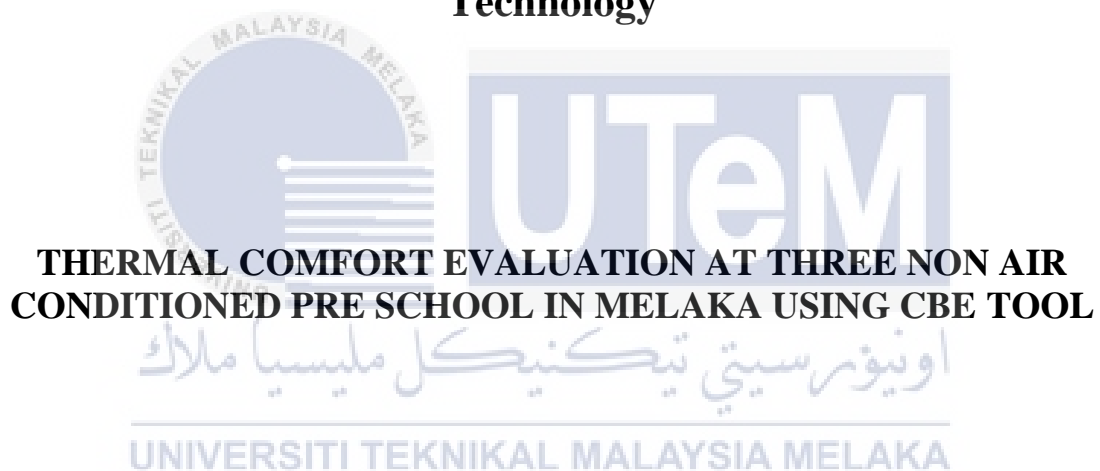 Technology
UNIVERSITI TEKNIKAL MALAYSIA MELAKA
UTeM
THERMAL COMFORT EVALUATION AT THREE NON AIR
CONDITIONED PRE SCHOOL IN MELAKA USING CBE TOOL
اونيۏرسيتي تيكنيكل مليسيا ملاك
UNIVERSITI TEKNIKAL MALAYSIA MELAKA